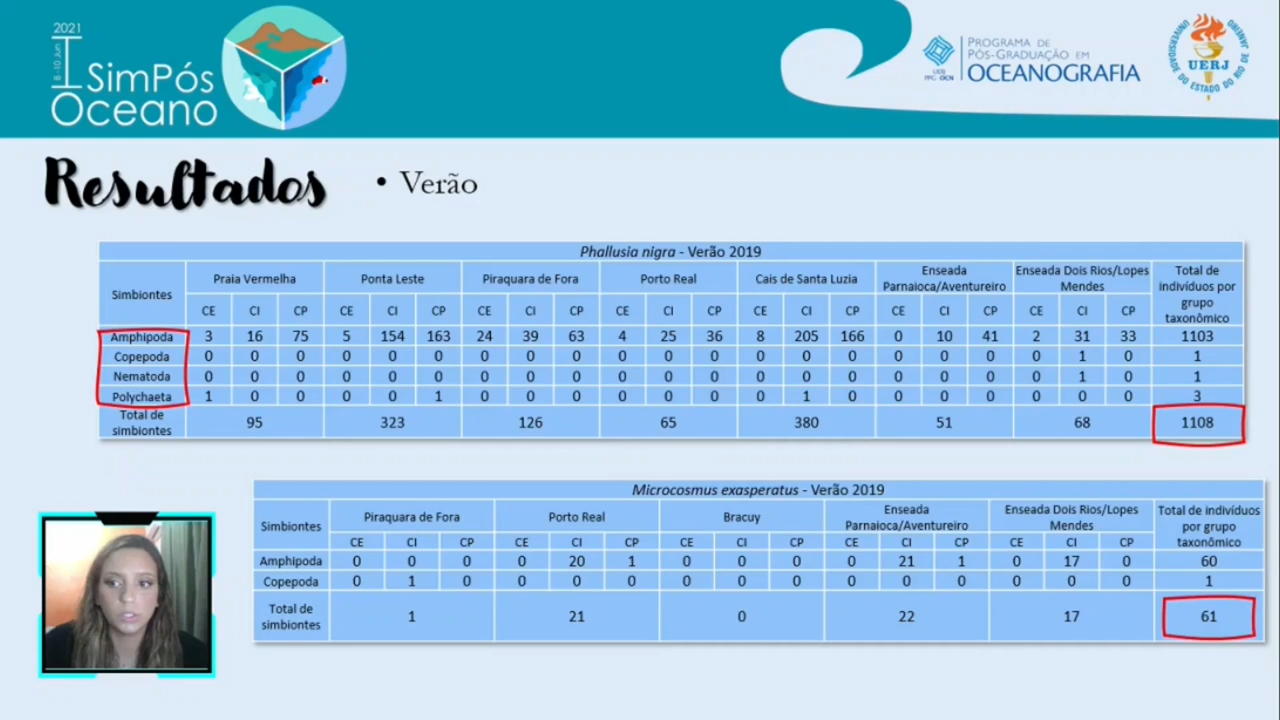 2021
8-10 Jun
I SimPós
Oceano
PROGRAMA DE
PÓS-GRADUAÇÃO EM
OCEANOGRAFIA
UERJ
PPG-OCN
UERJ
UNIVERSIDADE DO ESTADO DO RIO DE JANEIRO
Resultados
• Verão
Phallusia nigra - Verão 2019
Simbiontes Praia Vermelha Ponta Leste Piraquara de Fora Porto Real Cais de Santa Luzia Enseada Parnaioca/Aventureiro Enseada Dois Rios/Lopes Mendes Total de indivíduos por grupo taxonômico
CE CI CP CE CI CP CE CI CP CE CI CP CE CI CP CE CI CP CE CI CP
Amphipoda 3 16 75 5 154 163 24 39 63 4 25 36 8 205 166 0 10 41 2 31 33 1103
Copepoda 0 0 0 0 0 0 0 0 0 0 0 0 0 0 0 0 0 0 0 1 0 1
Nematoda 0 0 0 0 0 0 0 0 0 0 0 0 0 0 0 0 0 0 0 1 0 1
Polychaeta 1 0 0 0 0 1 0 0 0 0 0 0 0 1 0 0 0 0 0 0 0 3
Total de simbiontes 95 323 126 65 380 51 68 1108
Microcosmus exasperatus - Verão 2019
Simbiontes Piraquara de Fora Porto Real Bracuy Enseada Parnaioca/Aventureiro Enseada Dois Rios/Lopes Mendes Total de indivíduos por grupo taxonômico
CE CI CP CE CI CP CE CI CP CE CI CP CE CI CP
Amphipoda 0 0 0 0 20 1 0 0 0 0 21 1 0 17 0 60
Copepoda 0 1 0 0 0 0 0 0 0 0 0 0 0 0 0 1
Total de simbiontes 1 21 0 22 17 61